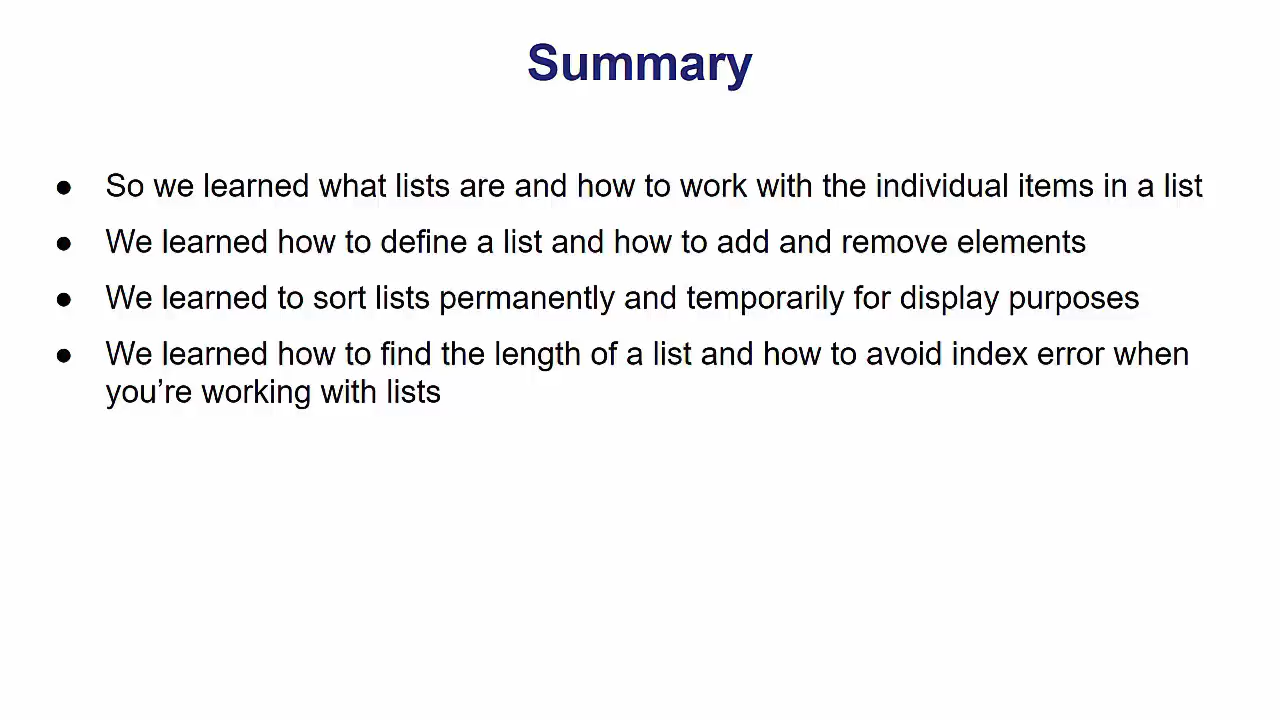 Summary
● So we learned what lists are and how to work with the individual items in a list
● We learned how to define a list and how to add and remove elements
● We learned to sort lists permanently and temporarily for display purposes
● We learned how to find the length of a list and how to avoid index error when
you’re working with lists